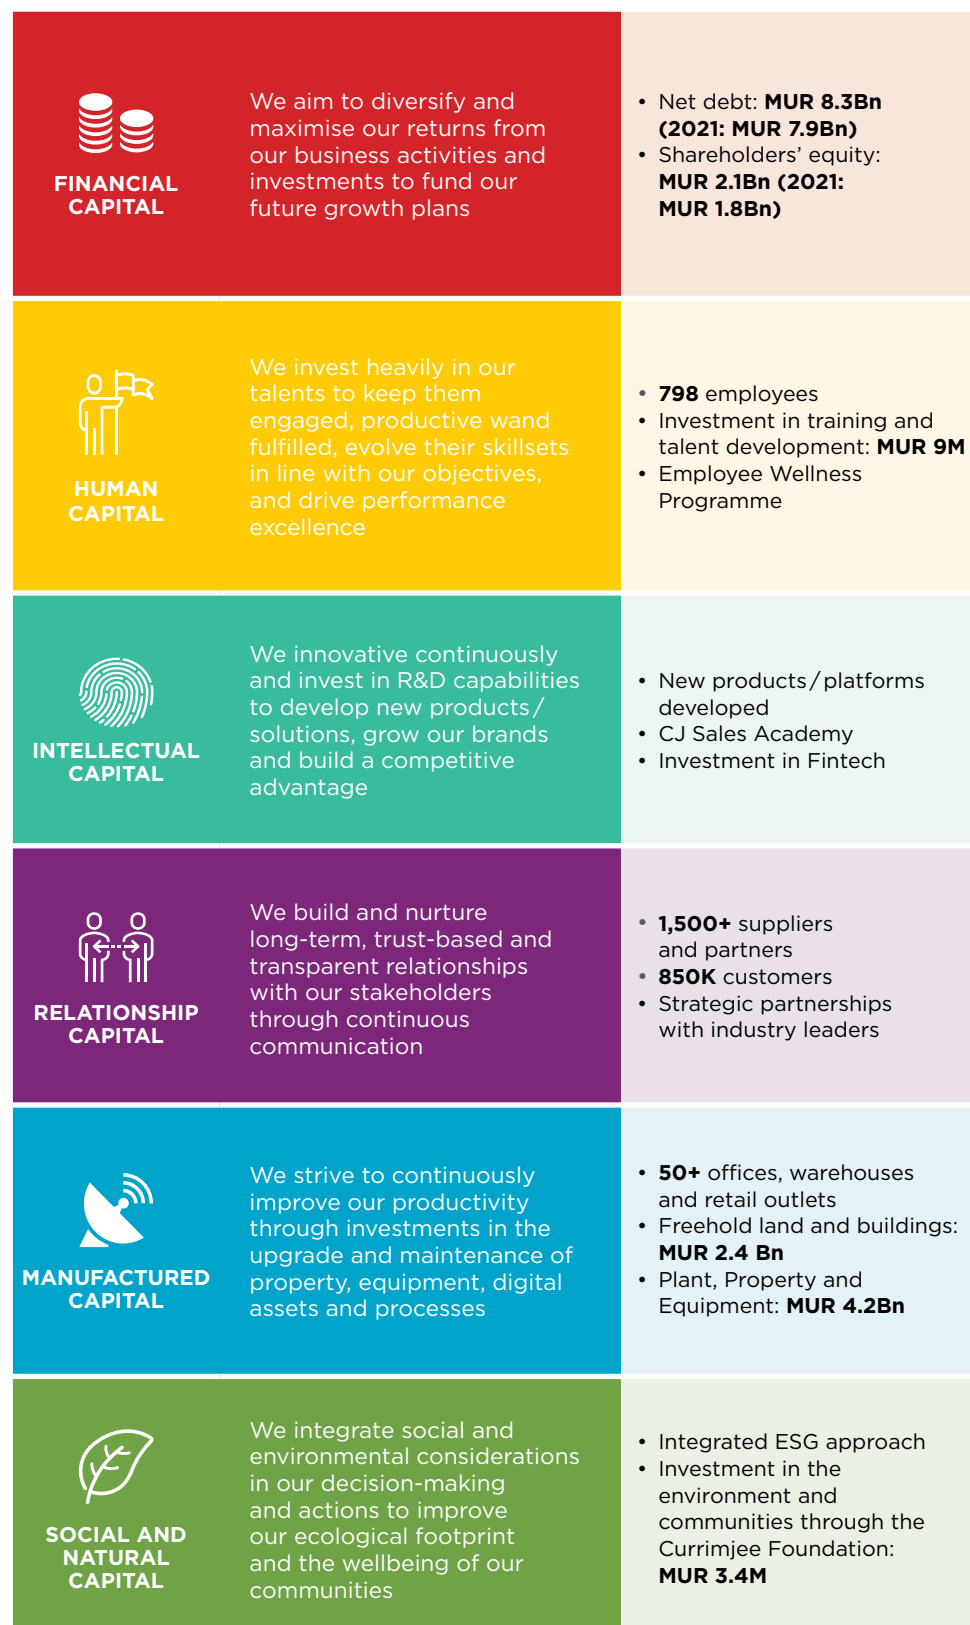 FINANCIAL
CAPITAL
We aim to diversify and
maximise our returns from
our business activities and
investments to fund our
future growth plans
• Net debt: MUR 8.3Bn
(2021: MUR 7.9Bn)
• Shareholders’ equity:
MUR 2.1Bn (2021:
MUR 1.8Bn)
HUMAN
CAPITAL
We invest heavily in our
talents to keep them
engaged, productive wand
fulfilled, evolve their skillsets
in line with our objectives,
and drive performance
excellence
• 798 employees
• Investment in training and
talent development: MUR 9M
• Employee Wellness
Programme
INTELLECTUAL
CAPITAL
We innovative continuously
and invest in R&D capabilities
to develop new products/
solutions, grow our brands
and build a competitive
advantage
• New products/platforms
developed
• CJ Sales Academy
• Investment in Fintech
RELATIONSHIP
CAPITAL
We build and nurture
long-term, trust-based and
transparent relationships
with our stakeholders
through continuous
communication
• 1,500+ suppliers
and partners
• 850K customers
• Strategic partnerships
with industry leaders
MANUFACTURED
CAPITAL
We strive to continuously
improve our productivity
through investments in the
upgrade and maintenance of
property, equipment, digital
assets and processes
• 50+ offices, warehouses
and retail outlets
• Freehold land and buildings:
MUR 2.4 Bn
• Plant, Property and
Equipment: MUR 4.2Bn
SOCIAL AND
NATURAL
CAPITAL
We integrate social and
environmental considerations
in our decision-making
and actions to improve
our ecological footprint
and the wellbeing of our
communities
• Integrated ESG approach
• Investment in the
environment and
communities through the
Currimjee Foundation:
MUR 3.4M